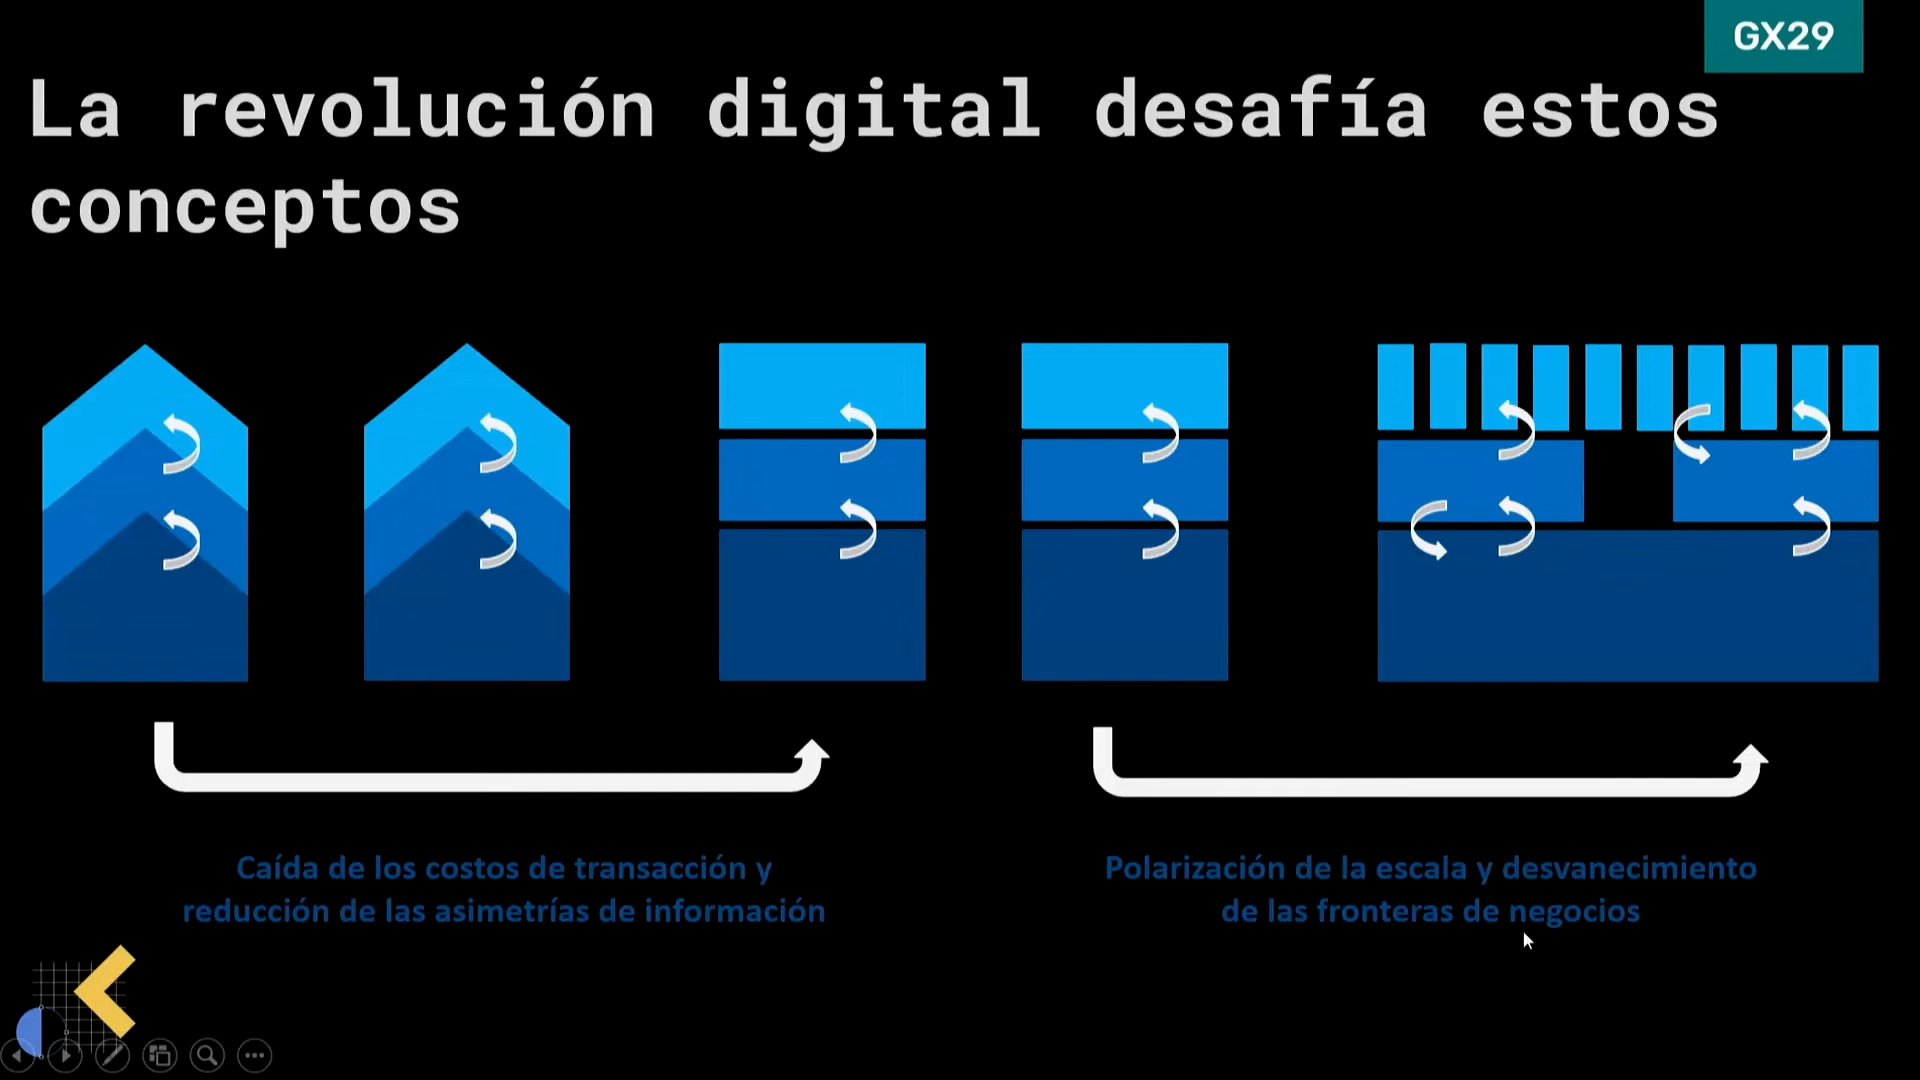 GX29
La revolución digital desafía estos
conceptos
Caída de los costos de transacción y
reducción de las asimetrías de información
Polarización de la escala y desvanecimiento
de las fronteras de negocios